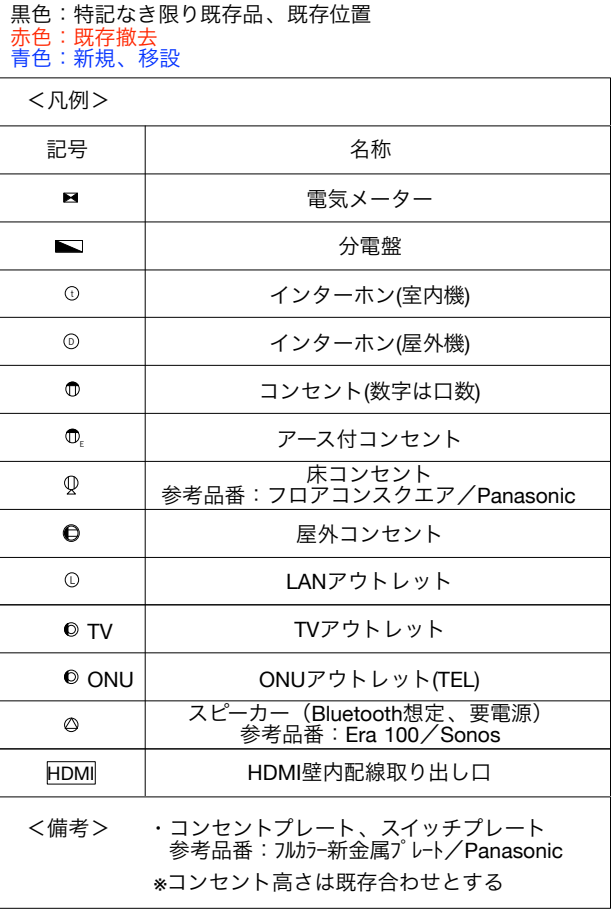 黒色：特記なき限り既存品、既存位置
赤色：既存撤去
青色：新規、移設
＜凡例＞
記号 名称
電気メーター
分電盤
t インターホン(室内機)
D インターホン(屋外機)
コンセント(数字は口数)
E アース付コンセント
床コンセント
参考品番：フロアコンスクエア／Panasonic
屋外コンセント
L LANアウトレット
TV TVアウトレット
ONU ONUアウトレット(TEL)
スピーカー（Bluetooth想定、要電源）
参考品番：Era 100／Sonos
HDMI HDMI壁内配線取り出し口
＜備考＞ ・コンセントプレート、スイッチプレート
参考品番：ﾌﾙｶﾗｰ新金属ﾌﾟﾚｰﾄ／Panasonic
※コンセント高さは既存合わせとする